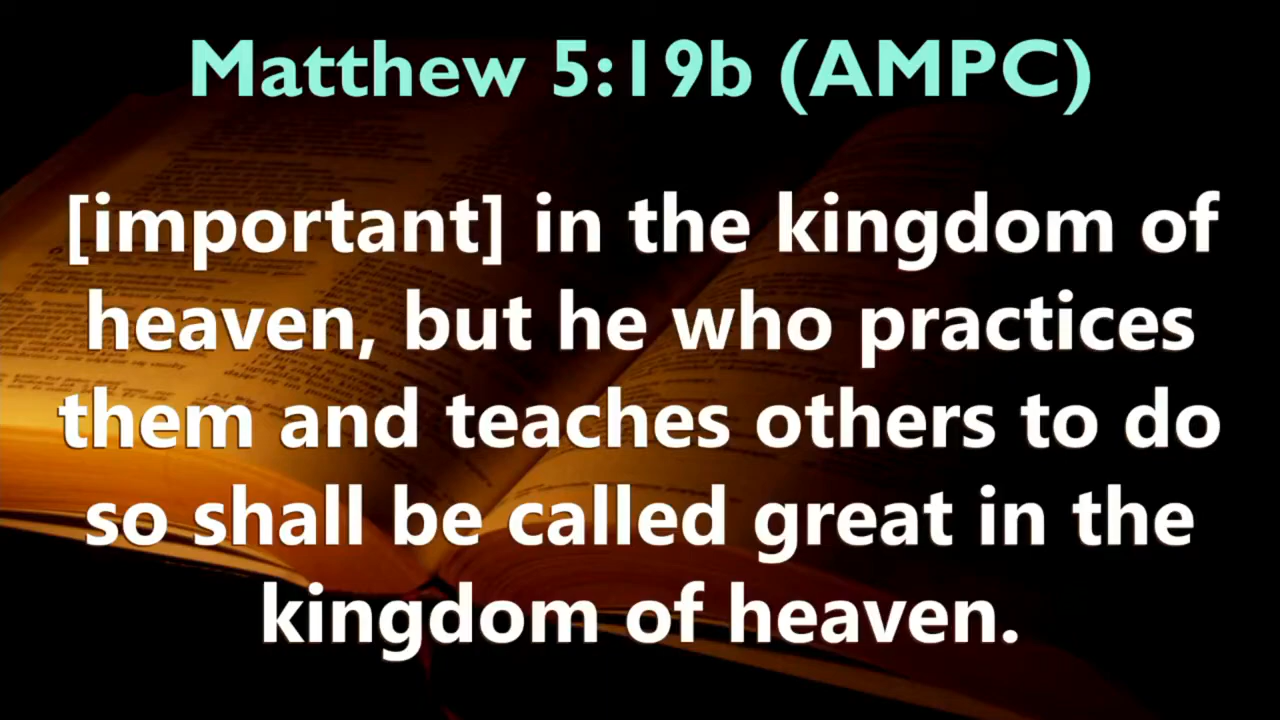 Matthew 5:19b (AMPC)
[important] in the kingdom of
heaven, but he who practices
them and teaches others to do
so shall be called great in the
kingdom of heaven.